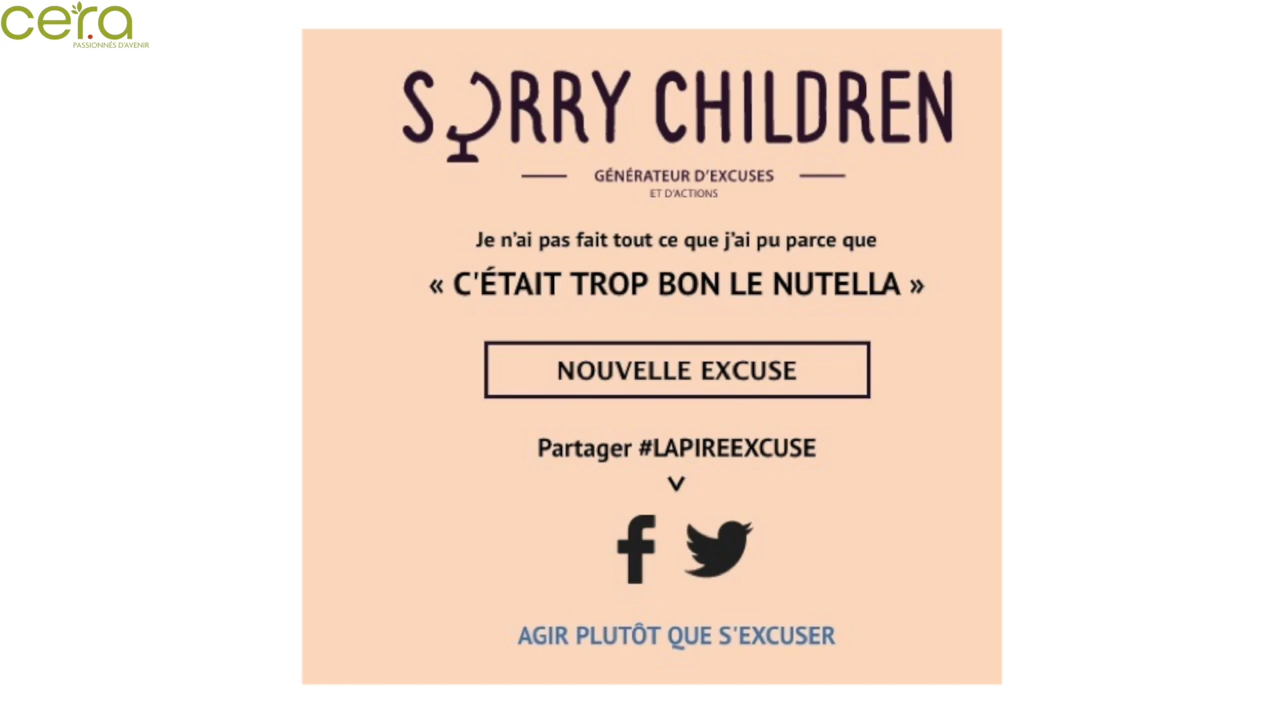 cer.a
PASSIONNÉS D'AVENIR
SORRY CHILDREN
GÉNÉRATEUR D'EXCUSES
ET D'ACTIONS
Je n'ai pas fait tout ce que j'ai pu parce que
« C'ÉTAIT TROP BON LE NUTELLA »
NOUVELLE EXCUSE
Partager #LAPIREEXCUSE
AGIR PLUTÔT QUE S'EXCUSER